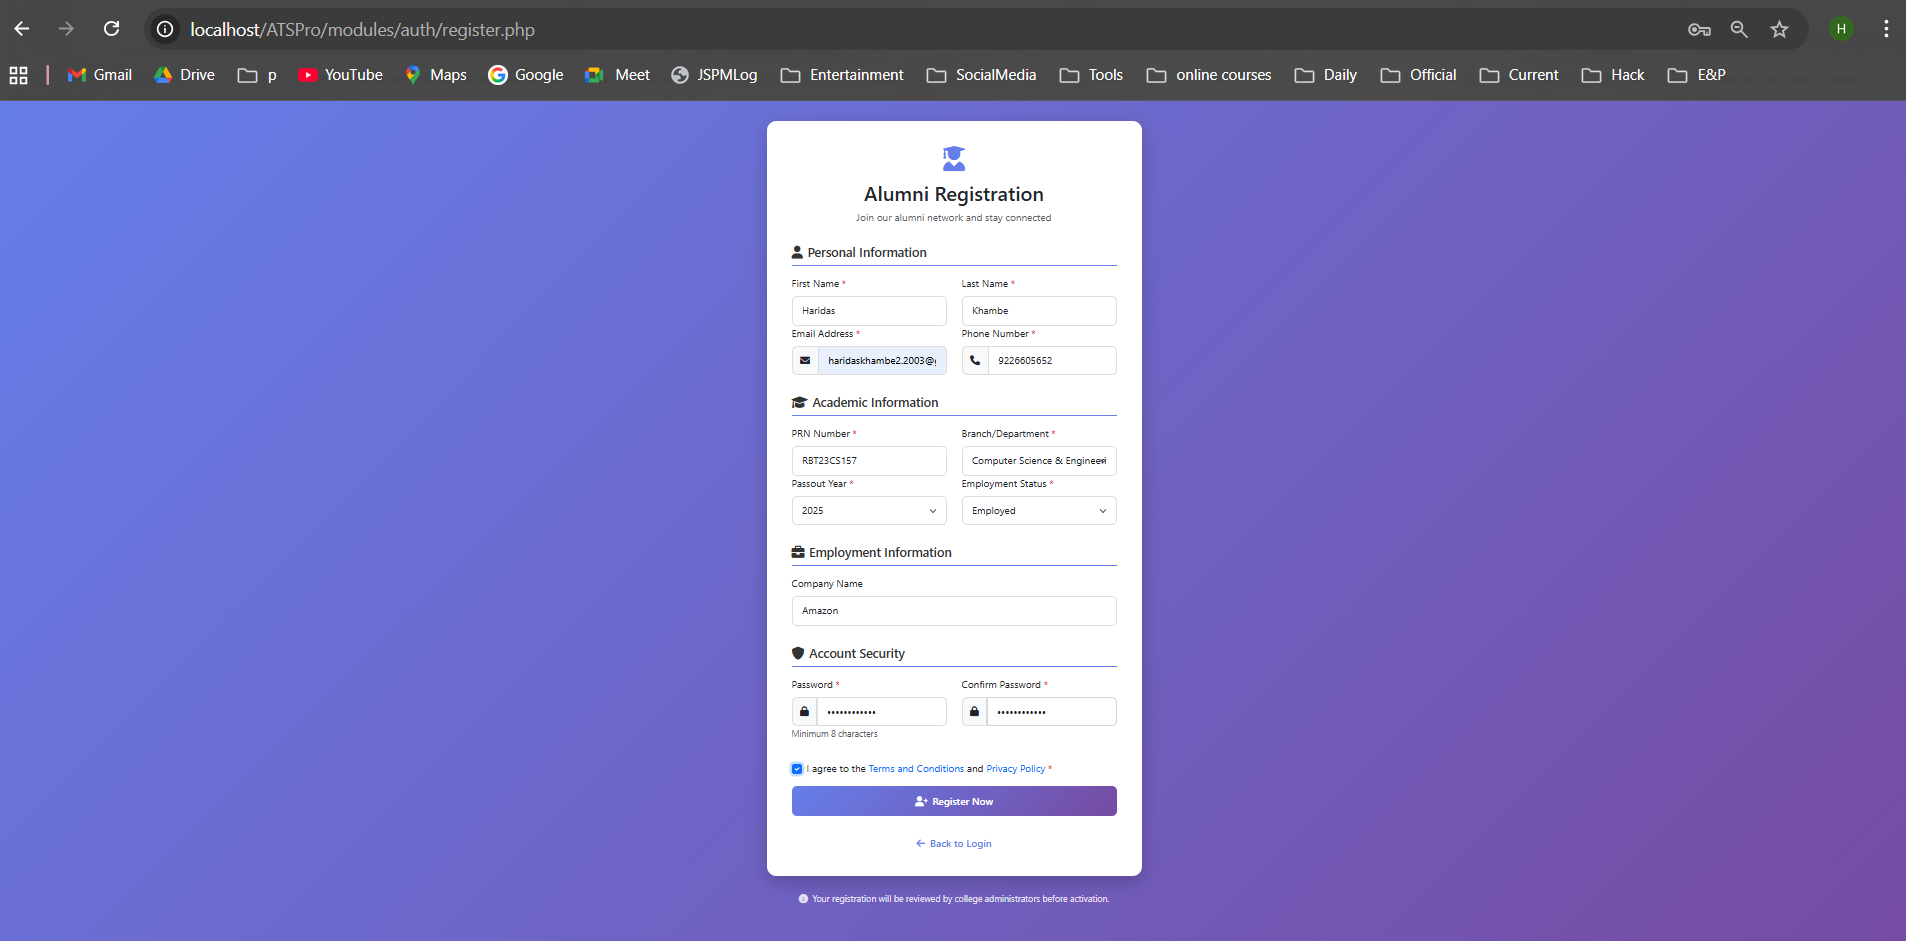 localhost/ATSPro/modules/auth/register.php
H
Gmail Drive p YouTube Maps Google Meet JSPMLog Entertainment SocialMedia Tools online courses Daily Official Current Hack E&P
Alumni Registration
Join our alumni network and stay connected
Personal Information
First Name * Last Name *
Haridas Khambe
Email Address * Phone Number *
haridaskhambe2.2003@g 9226605652
Academic Information
PRN Number * Branch/Department *
RBT23CS157 Computer Science & Engineeri
Passout Year * Employment Status *
2025 Employed
Employment Information
Company Name
Amazon
Account Security
Password * Confirm Password *
•••••••••••• ••••••••••••
Minimum 8 characters
I agree to the Terms and Conditions and Privacy Policy *
Register Now
Back to Login
Your registration will be reviewed by college administrators before activation.